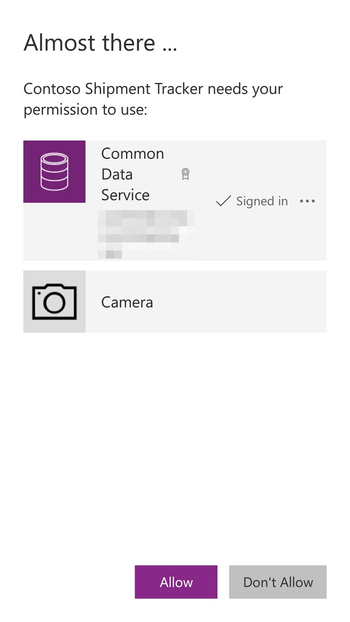 Almost there ...
Contoso Shipment Tracker needs your
permission to use:
Common
Data
Service
Signed in
Camera
Allow
Don't Allow